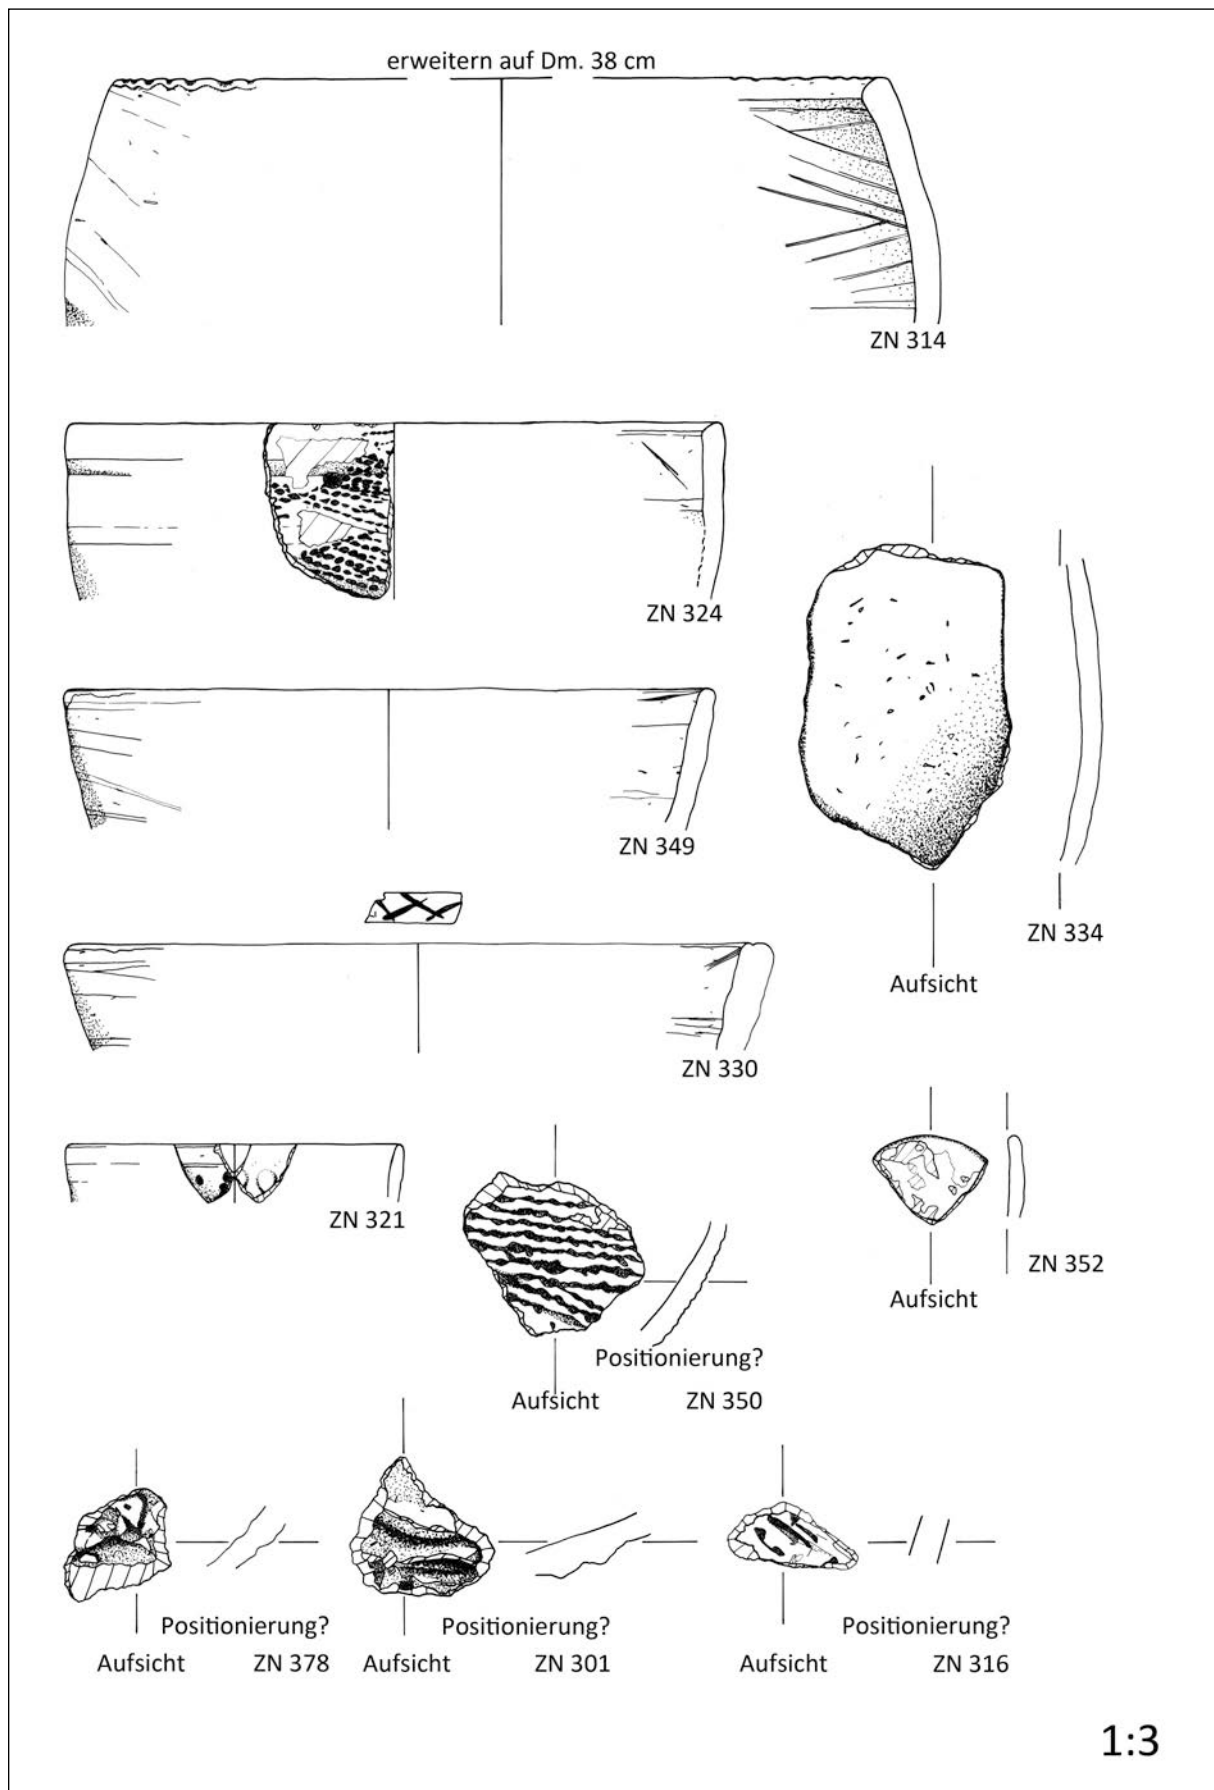 erweitern auf Dm. 38 cm
ZN 314
ZN 324
ZN 349
ZN 334
Aufsicht
ZN 330
ZN 321
ZN 352
Aufsicht
Positionierung?
Aufsicht
ZN 350
Positionierung?
Aufsicht
ZN 378
Positionierung?
Aufsicht
ZN 301
Positionierung?
Aufsicht
ZN 316
1:3